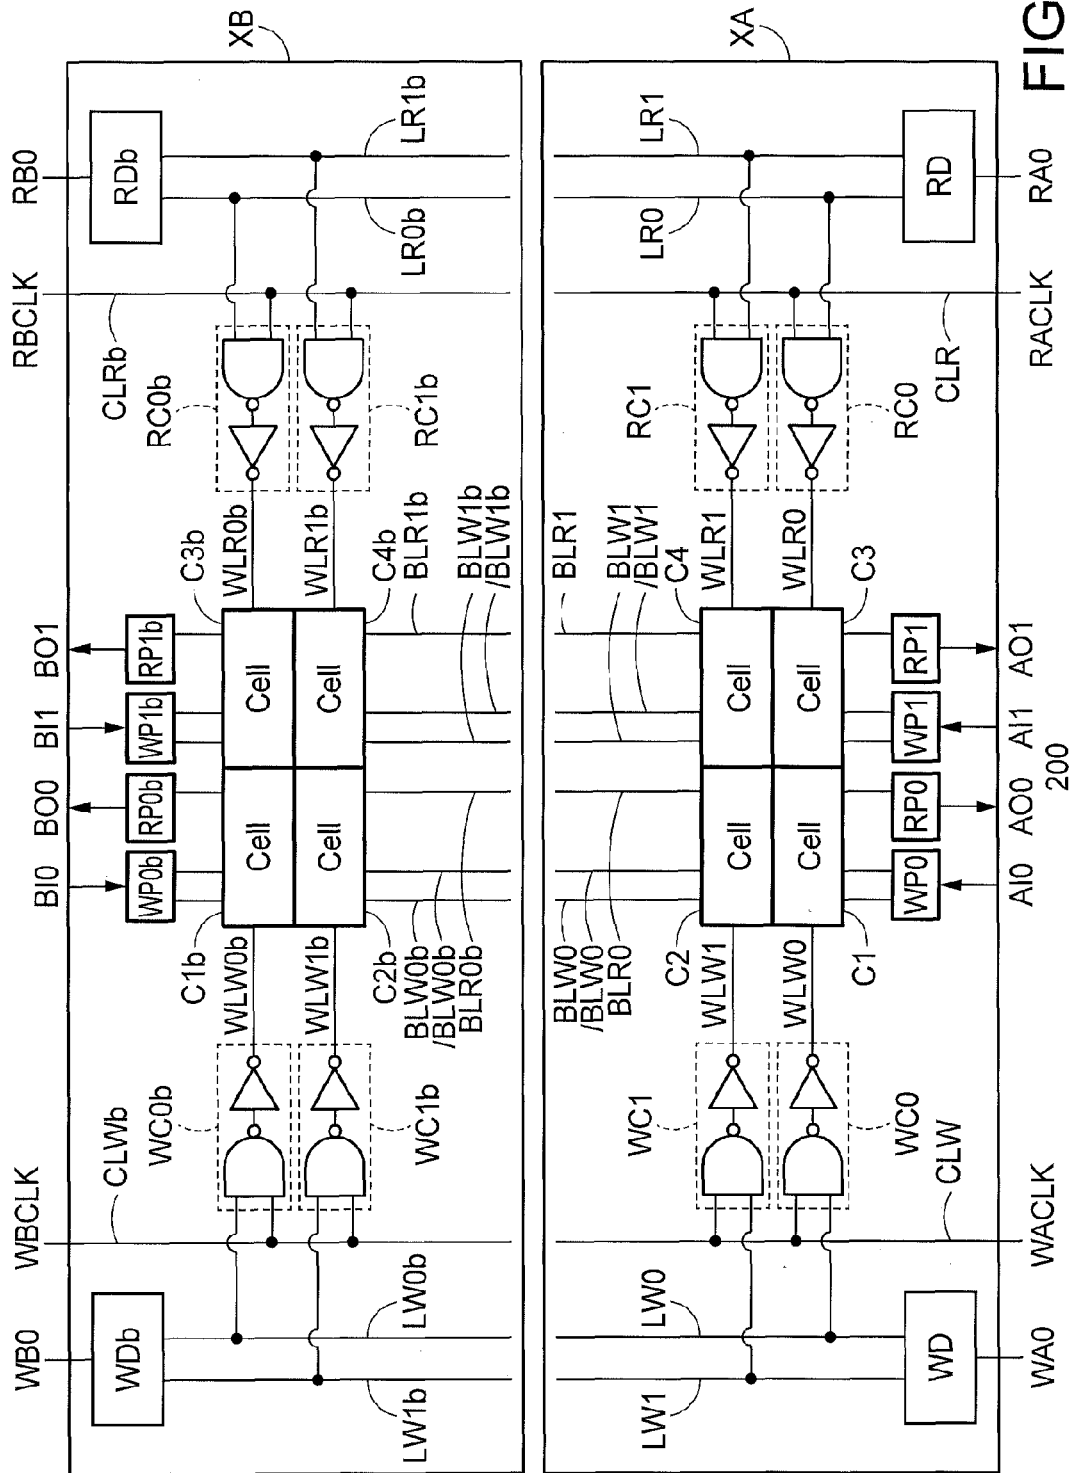 FIG
200
XB
RB0
RDb
LR1b
LR0b
RBCLK
CLRb
RC0b
RC1b
WLR0b
WLR1b
C3b
C4b
BLR1b
BLW1b
/BLW1b
BO1
RP1b
BI1
WP1b
BO0
RP0b
BI0
WP0b
Cell
Cell
Cell
Cell
C1b
C2b
WLW0b
WLW1b
BLW0b
/BLW0b
BLR0b
WC0b
WC1b
CLWb
WBCLK
WB0
WDb
LW0b
LW1b
XA
LR1
LR0
RD
RA0
RACLK
CLR
RC1
RC0
WLR1
WLR0
C4
C3
BLR1
BLW1
/BLW1
Cell
Cell
Cell
Cell
RP1
AO1
WP1
AI1
RP0
AO0
WP0
AI0
C2
C1
BLW0
/BLW0
BLR0
WLW1
WLW0
WC1
WC0
CLW
WACLK
LW0
LW1
WD
WA0